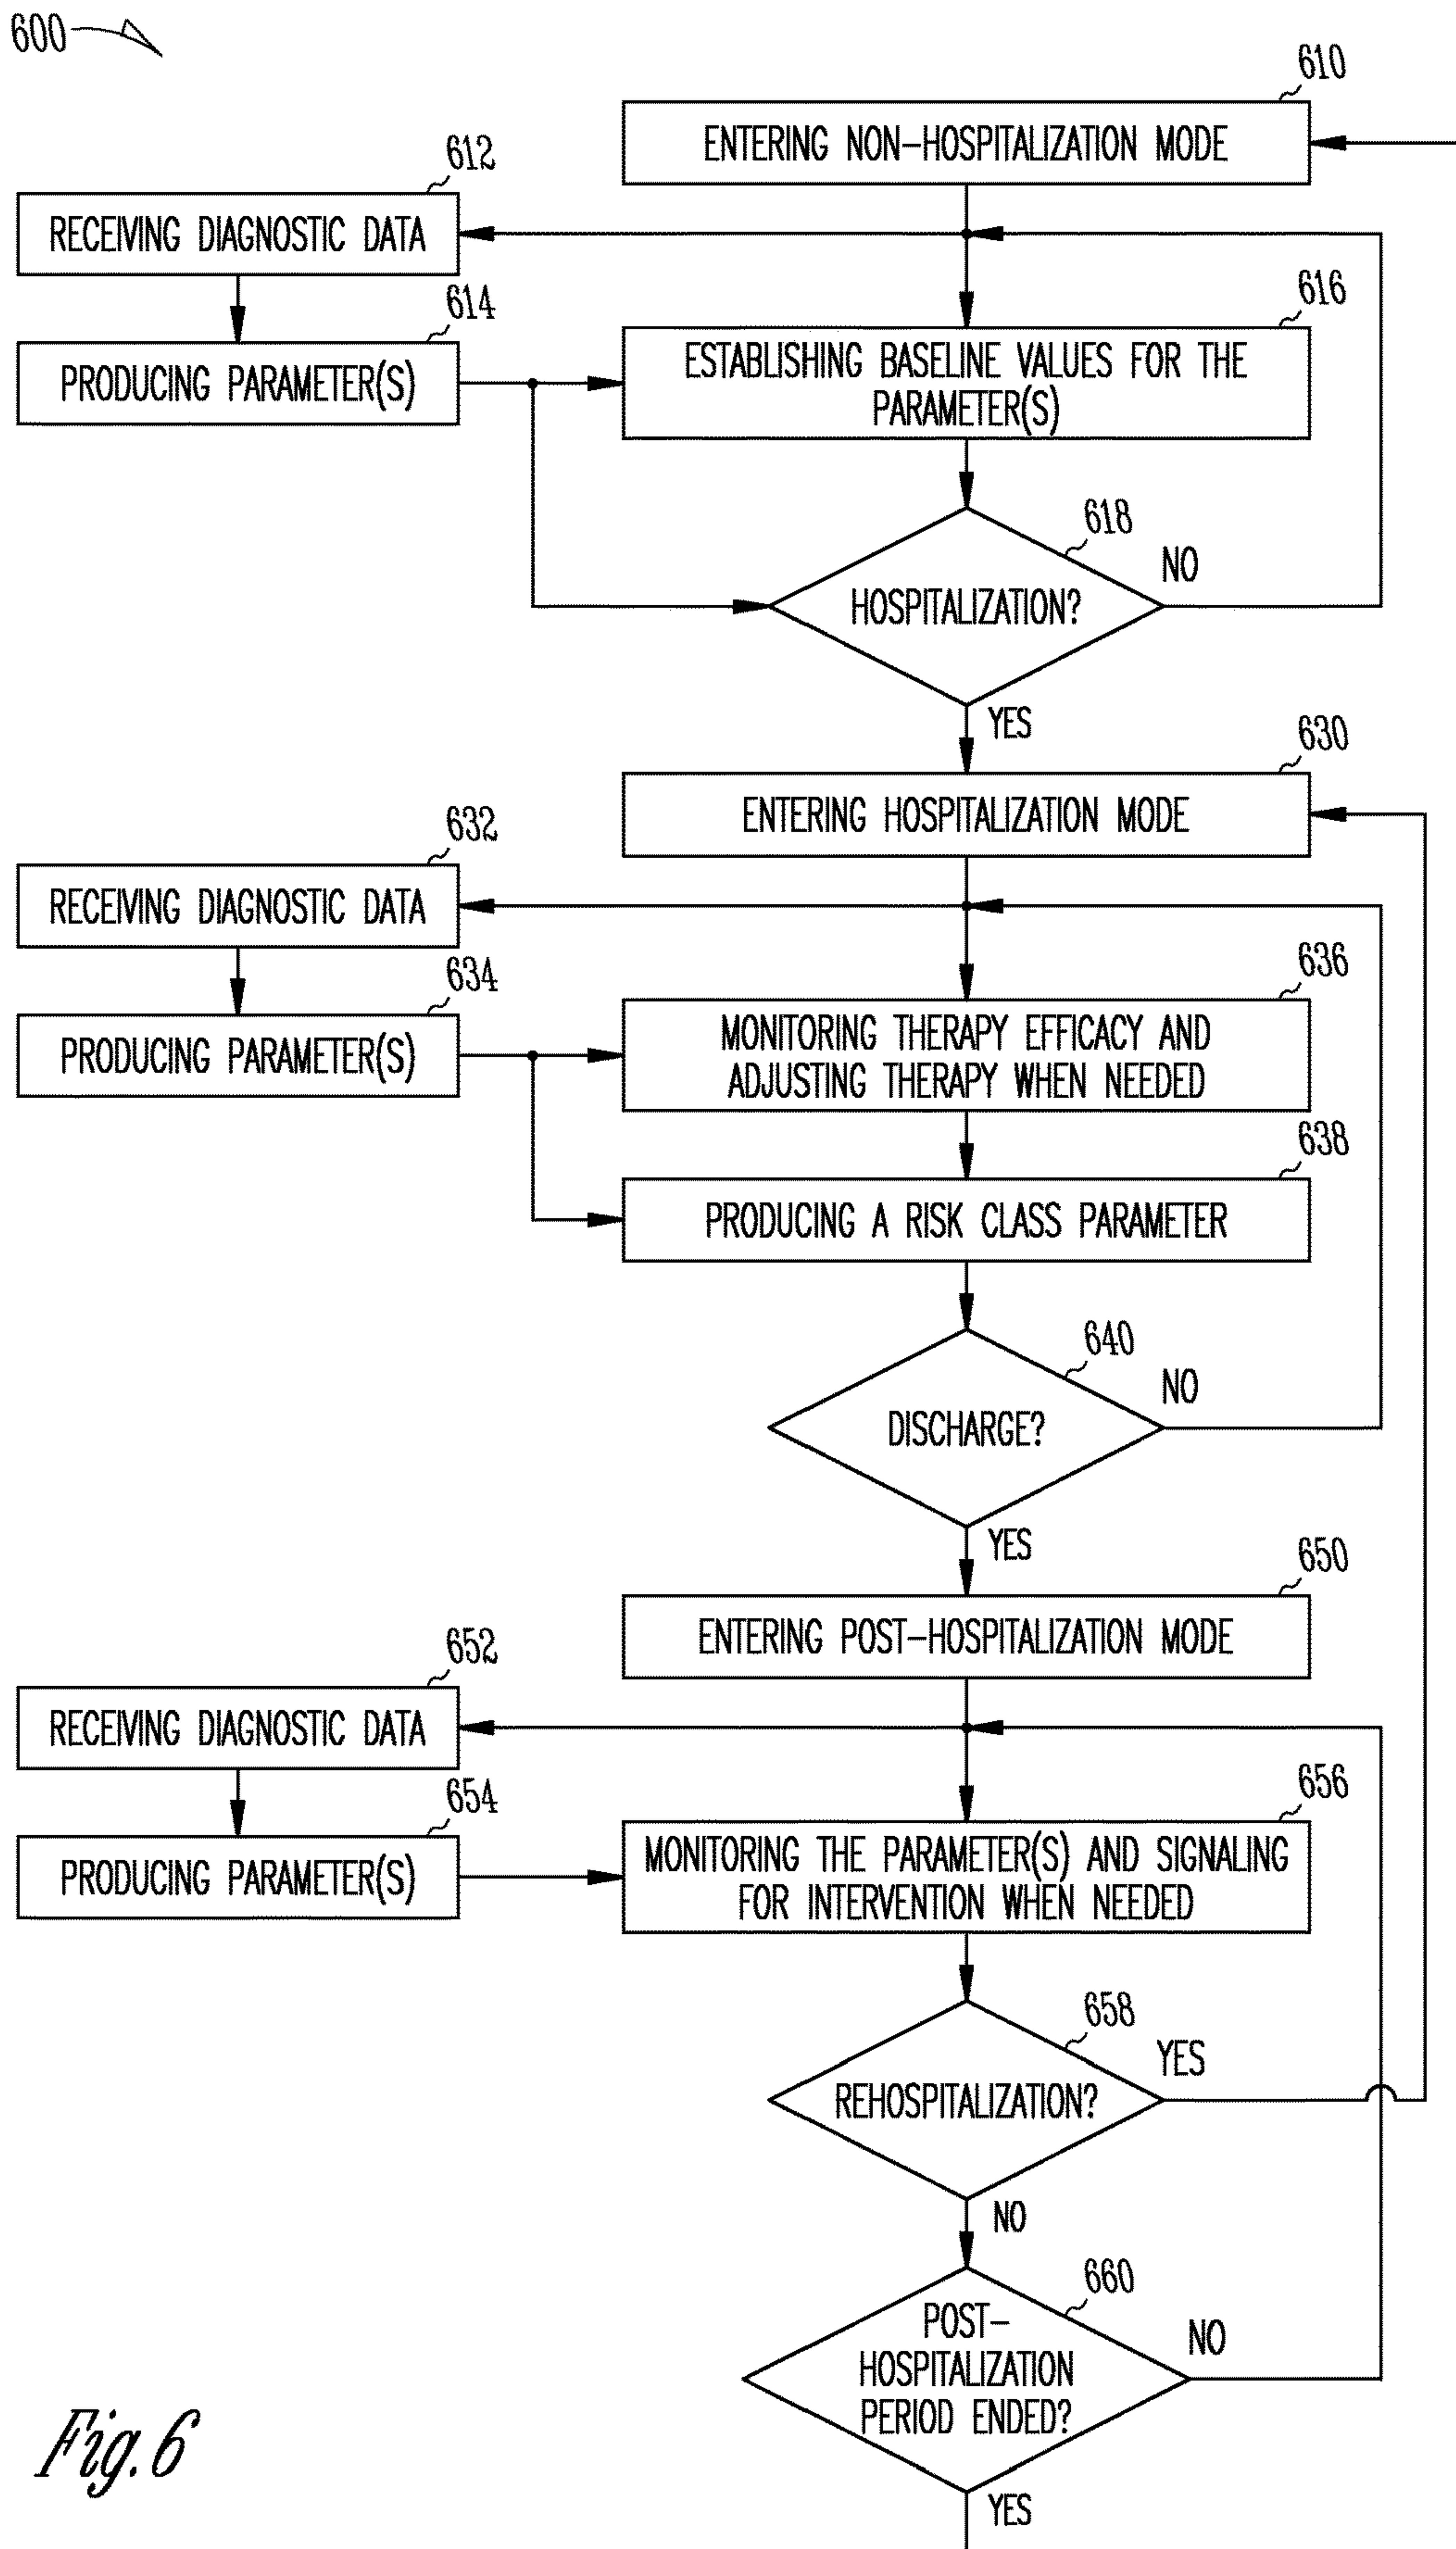 600
610
ENTERING NON-HOSPITALIZATION MODE
612
RECEIVING DIAGNOSTIC DATA
614
PRODUCING PARAMETER(S)
616
ESTABLISHING BASELINE VALUES FOR THE
PARAMETER(S)
618
HOSPITALIZATION?
NO
YES
630
ENTERING HOSPITALIZATION MODE
632
RECEIVING DIAGNOSTIC DATA
634
PRODUCING PARAMETER(S)
636
MONITORING THERAPY EFFICACY AND
ADJUSTING THERAPY WHEN NEEDED
638
PRODUCING A RISK CLASS PARAMETER
640
DISCHARGE?
NO
YES
650
ENTERING POST-HOSPITALIZATION MODE
652
RECEIVING DIAGNOSTIC DATA
654
PRODUCING PARAMETER(S)
656
MONITORING THE PARAMETER(S) AND SIGNALING
FOR INTERVENTION WHEN NEEDED
658
REHOSPITALIZATION?
YES
NO
660
POST-
HOSPITALIZATION
PERIOD ENDED?
NO
YES
Fig. 6